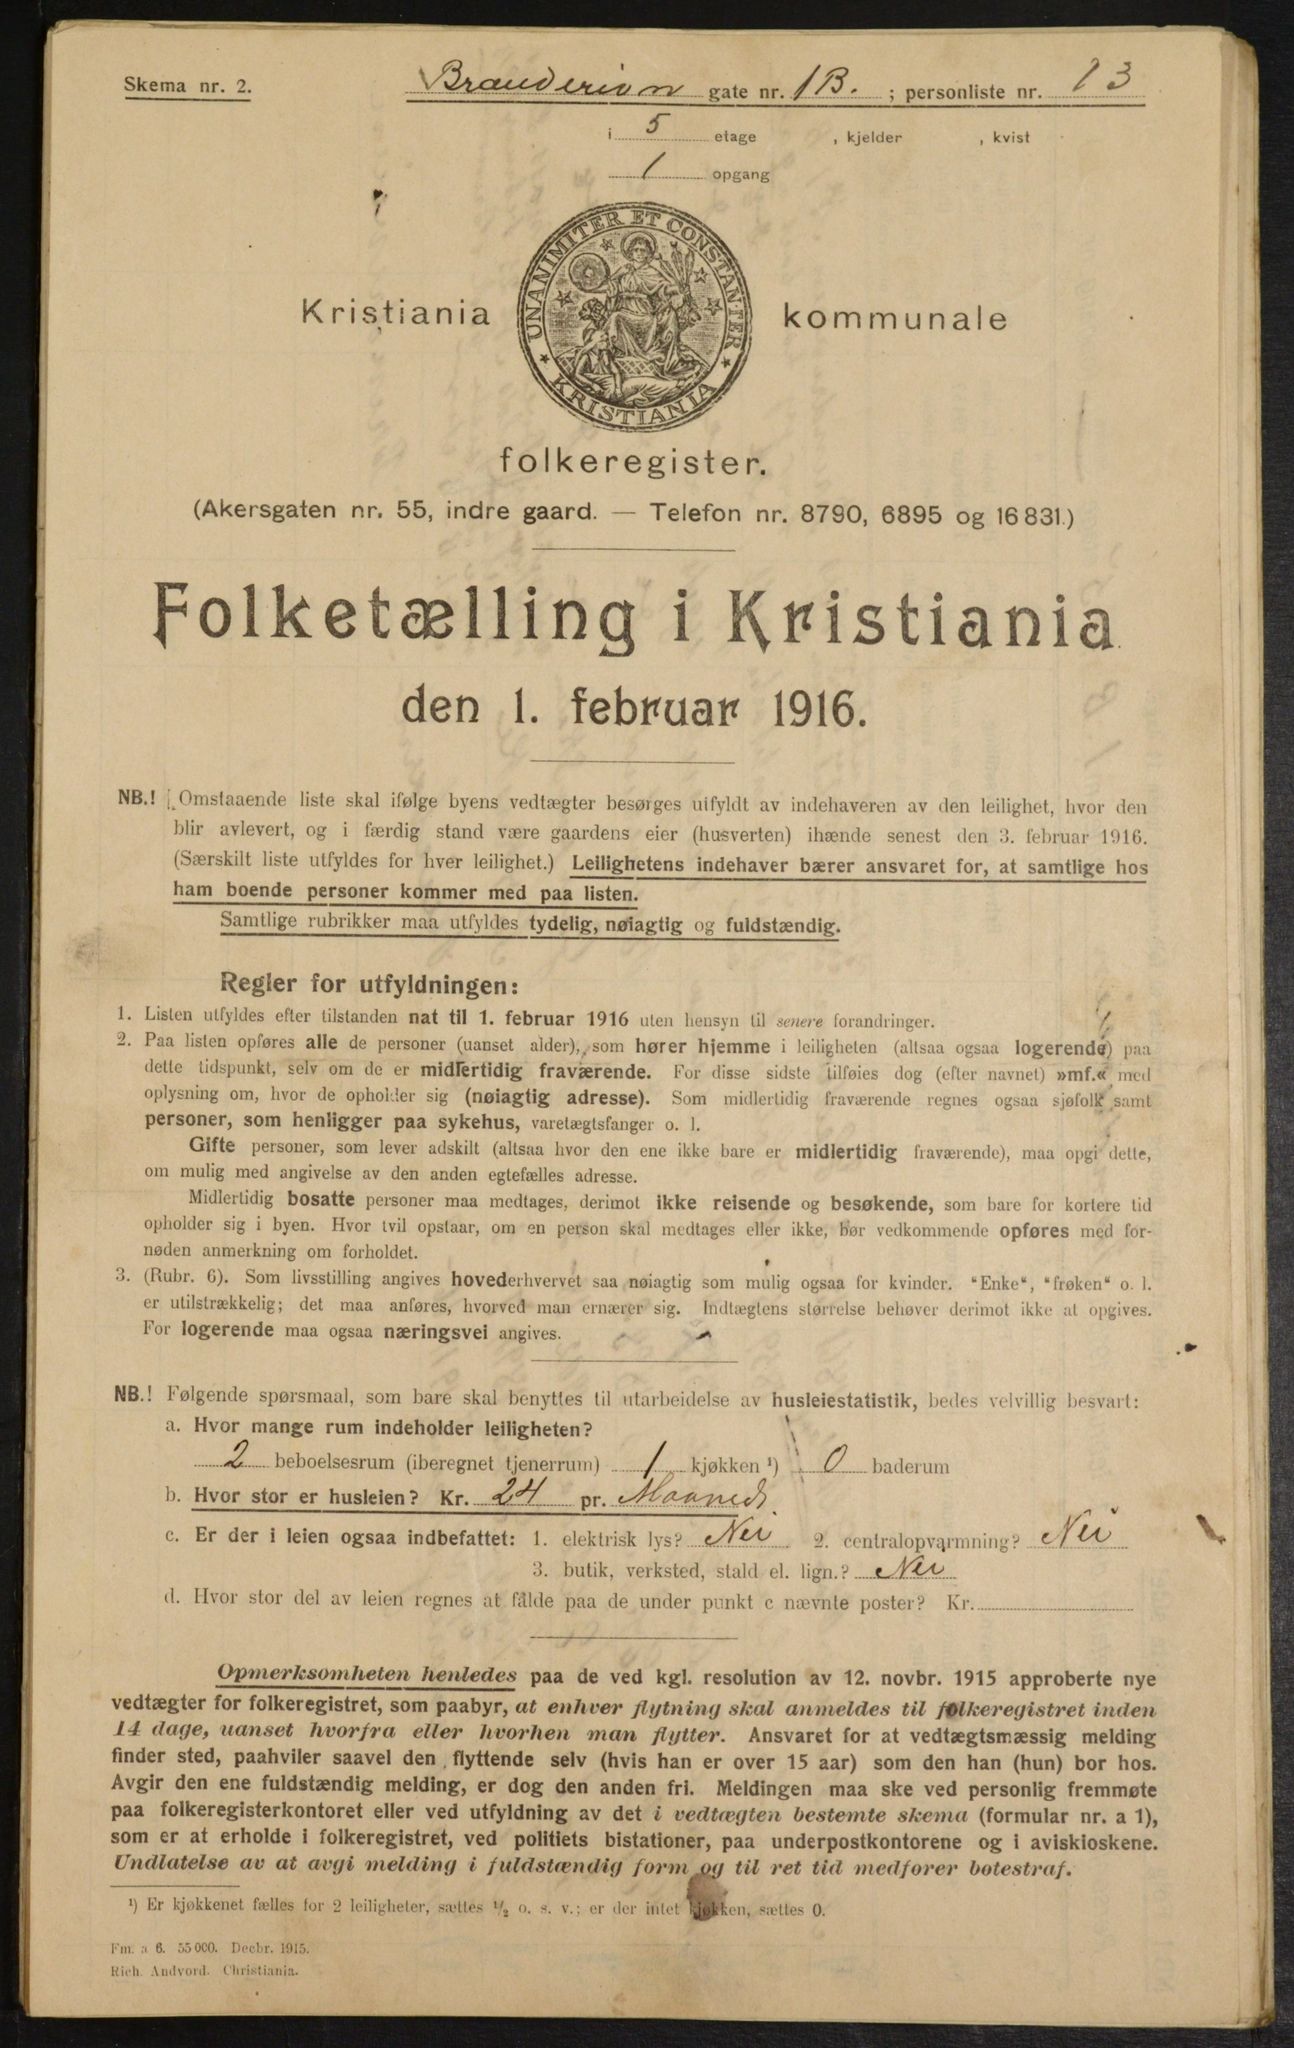 Skema nr. 2.
gate nr. 1B. ; personliste nr. 13
i 5 etage , kjelder , kvist
1 opgang
UNANIMITER ET CONSTANTER
KRISTIANIA
Kristiania kommunale
folkeregister.
(Akersgaten nr. 55, indre gaard. — Telefon nr. 8790, 6895 og 16 831.)
Folketælling i Kristiania
den 1. februar 1916.
NB.! Omstaaende liste skal ifølge byens vedtægter besørges utfyldt av indehaveren av den leilighet, hvor den
blir avlevert, og i færdig stand være gaardens eier (husverten) ihænde senest den 3. februar 1916.
(Særskilt liste utfyldes for hver leilighet.) Leilighetens indehaver bærer ansvaret for, at samtlige hos
ham boende personer kommer med paa listen.
Samtlige rubrikker maa utfyldes tydelig, nøiagtig og fuldstændig.
Regler for utfyldningen:
1. Listen utfyldes efter tilstanden nat til 1. februar 1916 uten hensyn til senere forandringer.
2. Paa listen opføres alle de personer (uanset alder), som hører hjemme i leiligheten (altsaa ogsaa logerende) paa
dette tidspunkt, selv om de er midlertidig fraværende. For disse sidste tilføies dog (efter navnet) »mf.« med
oplysning om, hvor de opholder sig (nøiagtig adresse). Som midlertidig fraværende regnes ogsaa sjøfolk samt
personer, som henligger paa sykehus, varetægtsfanger o. l.
Gifte personer, som lever adskilt (altsaa hvor den ene ikke bare er midlertidig fraværende), maa opgi dette,
om mulig med angivelse av den anden egtefælles adresse.
Midlertidig bosatte personer maa medtages, derimot ikke reisende og besøkende, som bare for kortere tid
opholder sig i byen. Hvor tvil opstaar, om en person skal medtages eller ikke, bør vedkommende opføres med for-
nøden anmerkning om forholdet.
3. (Rubr. 6). Som livsstilling angives hovederhvervet saa nøiagtig som mulig ogsaa for kvinder. "Enke“, "frøken“ o. l.
er utilstrækkelig; det maa anføres, hvorved man ernærer sig. Indtægtens størrelse behøver derimot ikke at opgives.
For logerende maa ogsaa næringsvei angives.
NB.! Følgende spørsmaal, som bare skal benyttes til utarbeidelse av husleiestatistik, bedes velvillig besvart:
a. Hvor mange rum indeholder leiligheten?
2 beboelsesrum (iberegnet tjenerrum) 1 kjøkken ¹) 0 baderum
b. Hvor stor er husleien? Kr. 24 pr. Maaned.
c. Er der i leien ogsaa indbefattet: 1. elektrisk lys? Nei 2. centralopvarmning? Nei
3. butik, verksted, stald el. lign.? Nei
d. Hvor stor del av leien regnes at falde paa de under punkt c nævnte poster? Kr.
Opmerksomheten henledes paa de ved kgl. resolution av 12. novbr. 1915 approberte nye
vedtægter for folkeregistret, som paabyr, at enhver flytning skal anmeldes til folkeregistret inden
14 dage, uanset hvorfra eller hvorhen man flytter. Ansvaret for at vedtægtsmæssig melding
finder sted, paahviler saavel den flyttende selv (hvis han er over 15 aar) som den han (hun) bor hos.
Avgir den ene fuldstændig melding, er dog den anden fri. Meldingen maa ske ved personlig fremmøte
paa folkeregisterkontoret eller ved utfyldning av det i vedtægten bestemte skema (formular nr. a 1),
som er at erholde i folkeregistret, ved politiets bistationer, paa underpostkontorene og i aviskioskene.
Undlatelse av at avgi melding i fuldstændig form og til ret tid medfører bøtestraf.
¹) Er kjøkkenet fælles for 2 leiligheter, sættes ½ o. s. v.; er der intet kjøkken, sættes 0.
Fm. a 6. 55 000. Decbr. 1915.
Rich. Andvord. Christiania.